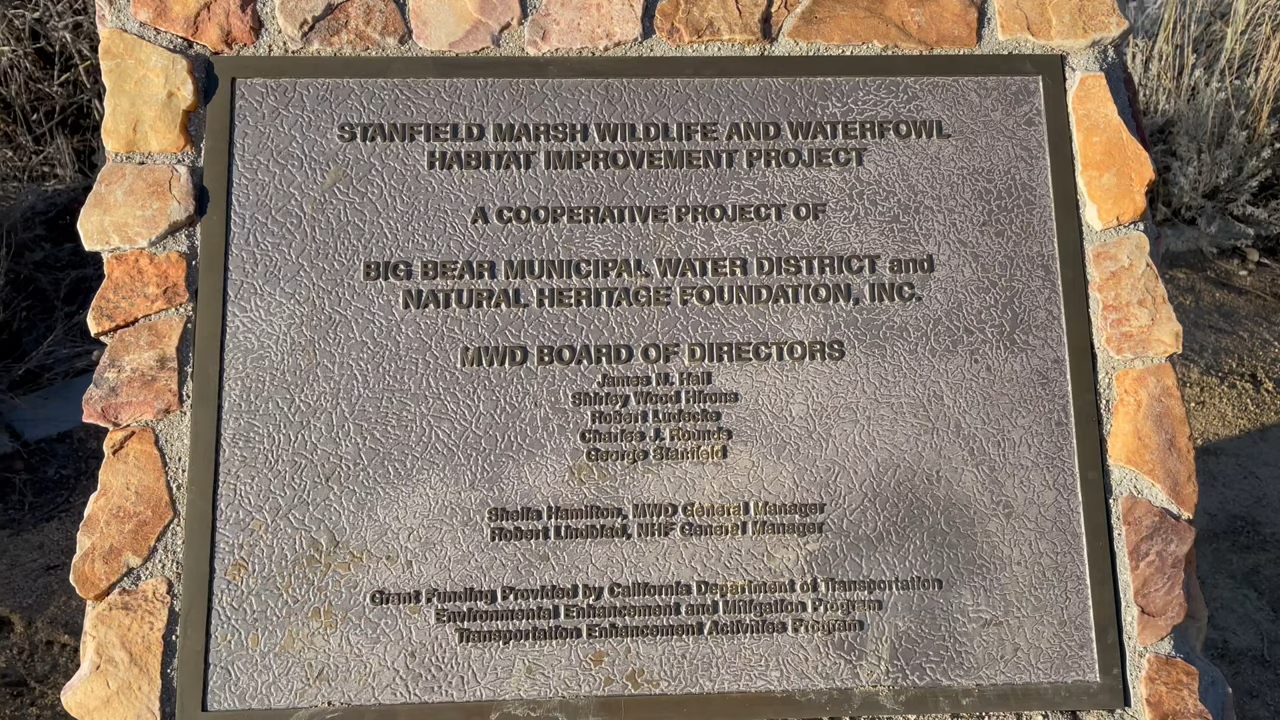 STANFIELD MARSH WILDLIFE AND WATERFOWL
HABITAT IMPROVEMENT PROJECT
A COOPERATIVE PROJECT OF
BIG BEAR MUNICIPAL WATER DISTRICT and
NATURAL HERITAGE FOUNDATION, INC.
MWD BOARD OF DIRECTORS
James N. Hall
Shirley Wood Hirons
Robert Ludecke
Charles J. Rounds
George Stanfield
Sheila Hamilton, MWD General Manager
Robert Lindblad, NHF General Manager
Grant Funding Provided by California Department of Transportation
Environmental Enhancement and Mitigation Program
Transportation Enhancement Activities Program